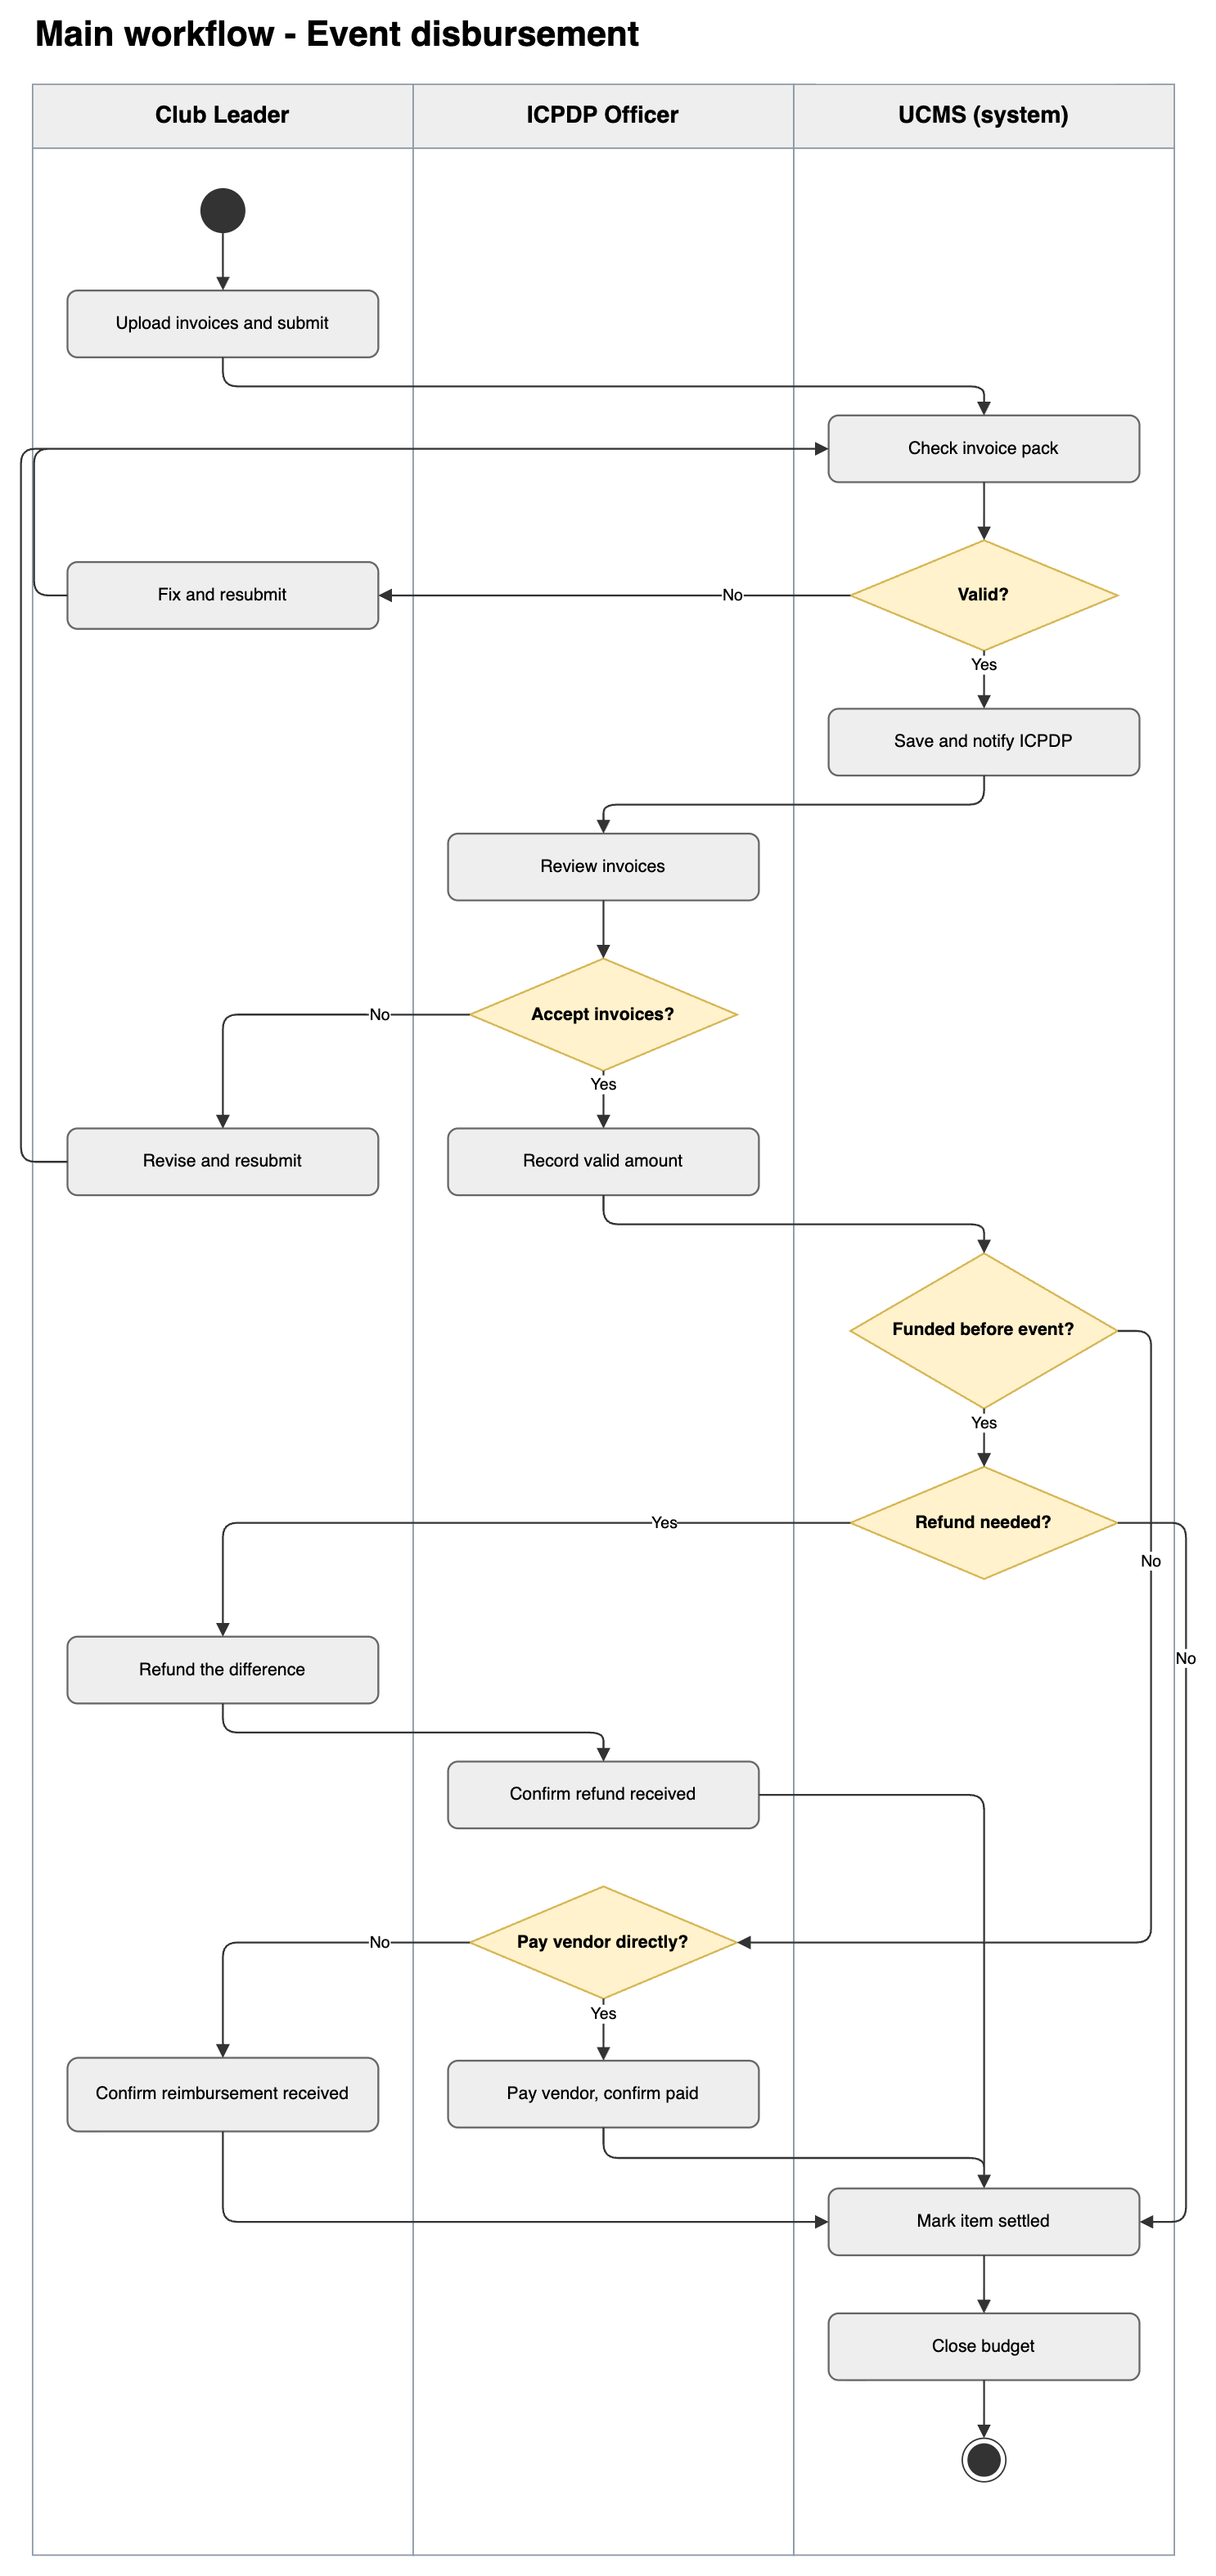 Main workflow - Event disbursement
Club Leader
ICPDP Officer
UCMS (system)
Upload invoices and submit
Check invoice pack
Fix and resubmit
No
Valid?
Yes
Save and notify ICPDP
Review invoices
No
Accept invoices?
Yes
Revise and resubmit
Record valid amount
Funded before event?
Yes
Yes
Refund needed?
No
No
Refund the difference
Confirm refund received
No
Pay vendor directly?
Yes
Confirm reimbursement received
Pay vendor, confirm paid
Mark item settled
Close budget